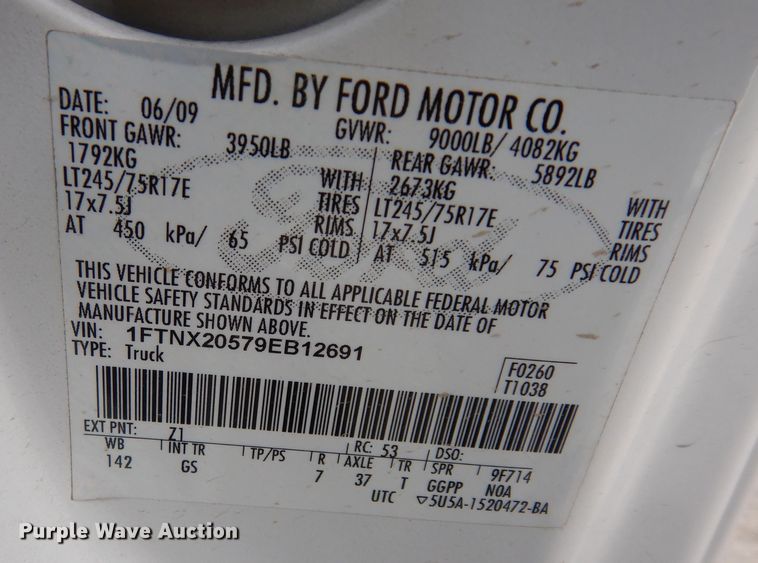 MFD. BY FORD MOTOR CO.
DATE: 06/09 GVWR: 9000LB/ 4082KG
FRONT GAWR: 3950LB REAR GAWR: 5892LB
1792KG WITH 2673KG WITH
LT245/75R17E TIRES LT245/75R17E TIRES
17x7.5J RIMS 17x7.5J RIMS
AT 450 kPa/ 65 PSI COLD AT 515 kPa/ 75 PSI COLD
Ford
THIS VEHICLE CONFORMS TO ALL APPLICABLE FEDERAL MOTOR
VEHICLE SAFETY STANDARDS IN EFFECT ON THE DATE OF
MANUFACTURE SHOWN ABOVE.
VIN: 1FTNX20579EB12691
TYPE: Truck
F0260
T1038
EXT PNT: Z1 RC: 53 DSO:
WB INT TR TP/PS R AXLE TR SPR 9F714
142 GS 7 37 T GGPP NOA
UTC ▽5U5A-1520472-BA
Purple Wave Auction